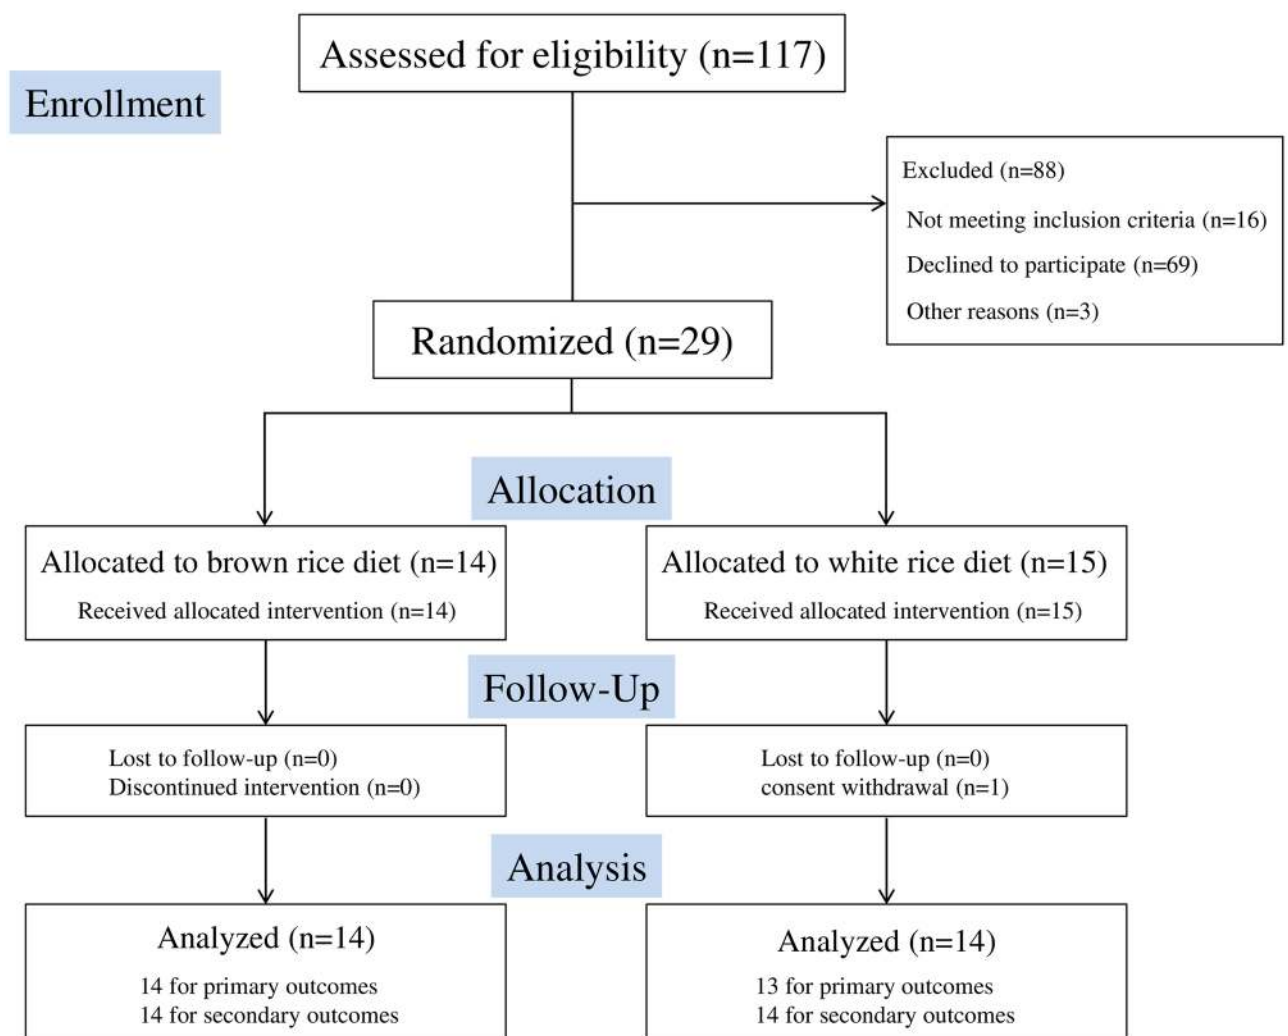 Assessed for eligibility (n=117)
Enrollment
Excluded (n=88)
Not meeting inclusion criteria (n=16)
Declined to participate (n=69)
Other reasons (n=3)
Randomized (n=29)
Allocation
Allocated to brown rice diet (n=14)
Received allocated intervention (n=14)
Allocated to white rice diet (n=15)
Received allocated intervention (n=15)
Follow-Up
Lost to follow-up (n=0)
Discontinued intervention (n=0)
Lost to follow-up (n=0)
consent withdrawal (n=1)
Analysis
Analyzed (n=14)
14 for primary outcomes
14 for secondary outcomes
Analyzed (n=14)
13 for primary outcomes
14 for secondary outcomes